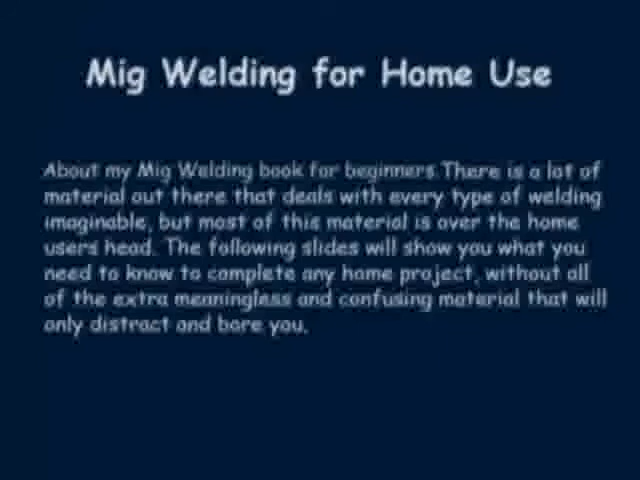 Mig Welding for Home Use
About my Mig Welding book for beginners.There is a lot of
material out there that deals with every type of welding
imaginable, but most of this material is over the home
users head. The following slides will show you what you
need to know to complete any home project, without all
of the extra meaningless and confusing material that will
only distract and bore you.